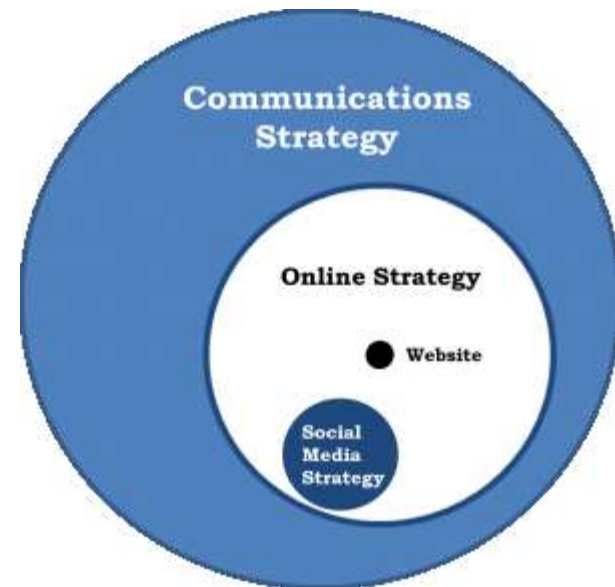 Communications
Strategy
Online Strategy
Website
Social
Media
Strategy